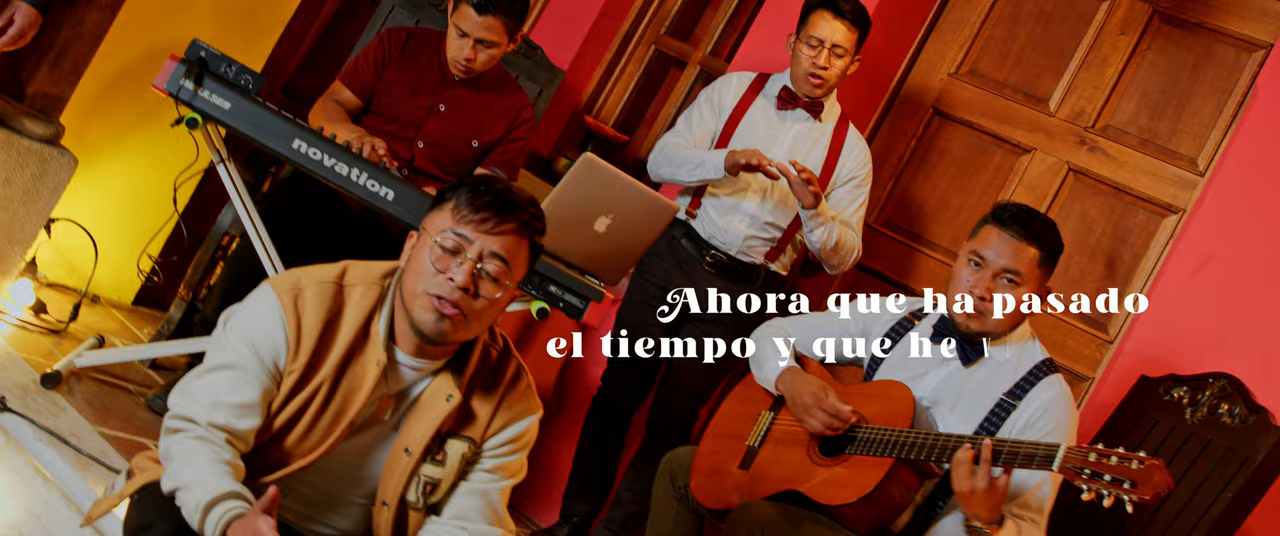 novation
Ahora que ha pasado
el tiempo y que he